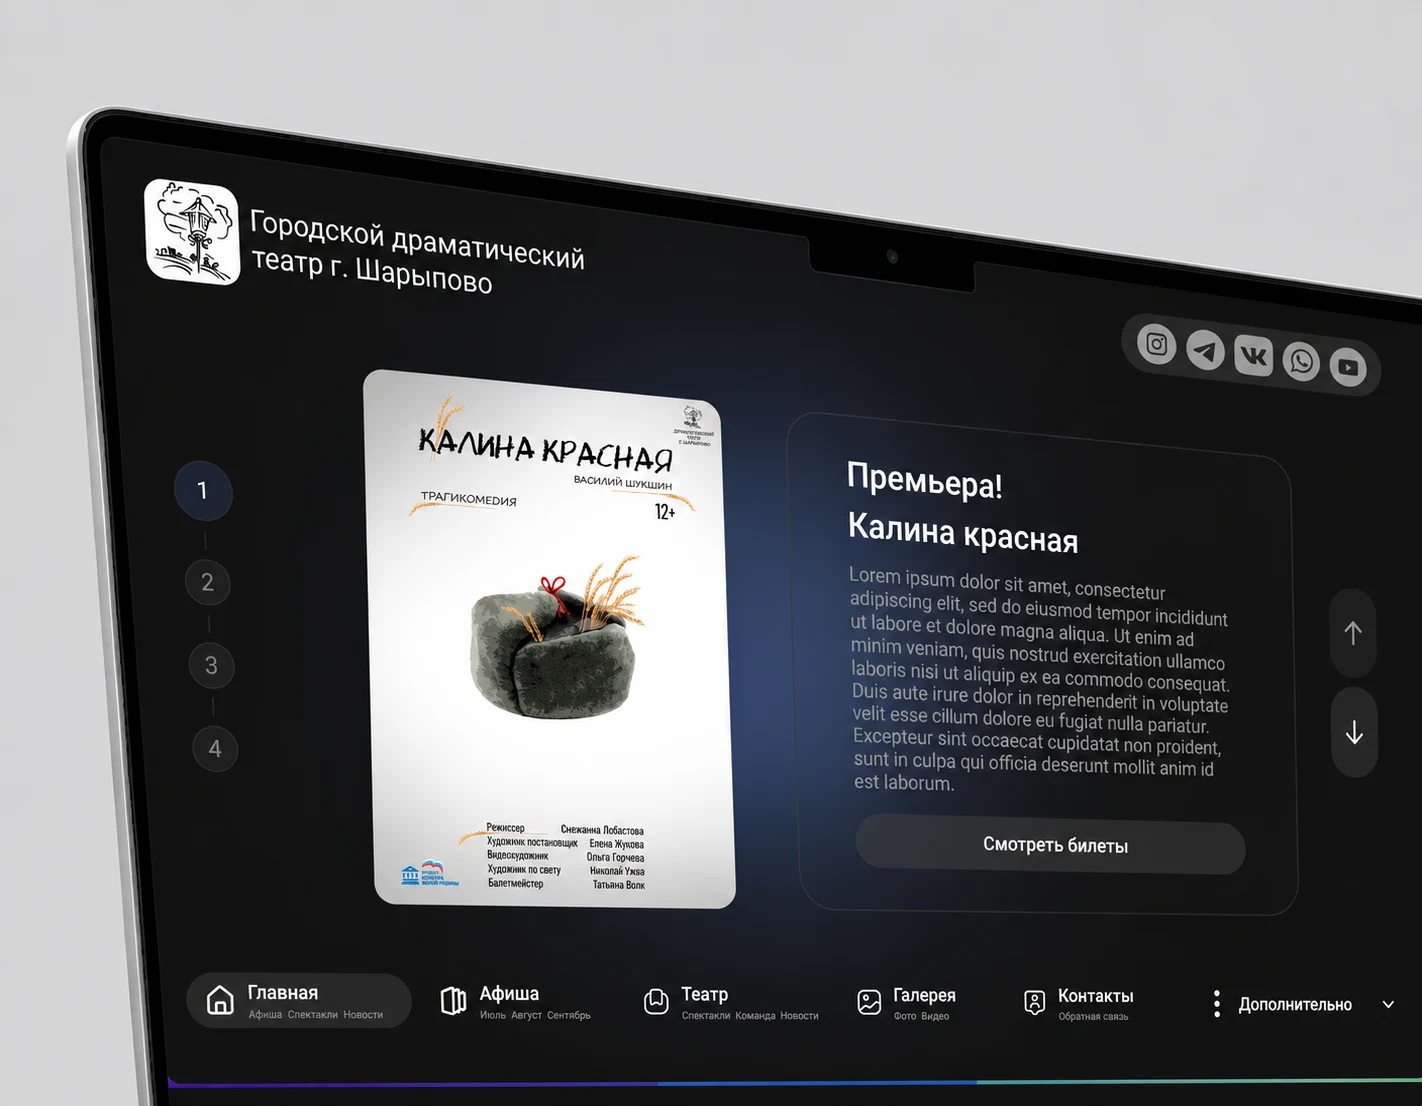 Городской драматический
театр г. Шарыпово
КАЛИНА КРАСНАЯ
ВАСИЛИЙ ШУКШИН
ТРАГИКОМЕДИЯ
12+
Режиссер Снежанна Лобастова
Художник постановщик Елена Жукова
Видеохудожник Ольга Горчева
Художник по свету Николай Ужва
Балетмейстер Татьяна Волк
1
2
3
4
Премьера!
Калина красная
Lorem ipsum dolor sit amet, consectetur
adipiscing elit, sed do eiusmod tempor incididunt
ut labore et dolore magna aliqua. Ut enim ad
minim veniam, quis nostrud exercitation ullamco
laboris nisi ut aliquip ex ea commodo consequat.
Duis aute irure dolor in reprehenderit in voluptate
velit esse cillum dolore eu fugiat nulla pariatur.
Excepteur sint occaecat cupidatat non proident,
sunt in culpa qui officia deserunt mollit anim id
est laborum.
Смотреть билеты
Главная
Афиша Спектакли Новости
Афиша
Июль Август Сентябрь
Театр
Спектакли Команда Новости
Галерея
Фото Видео
Контакты
Обратная связь
Дополнительно